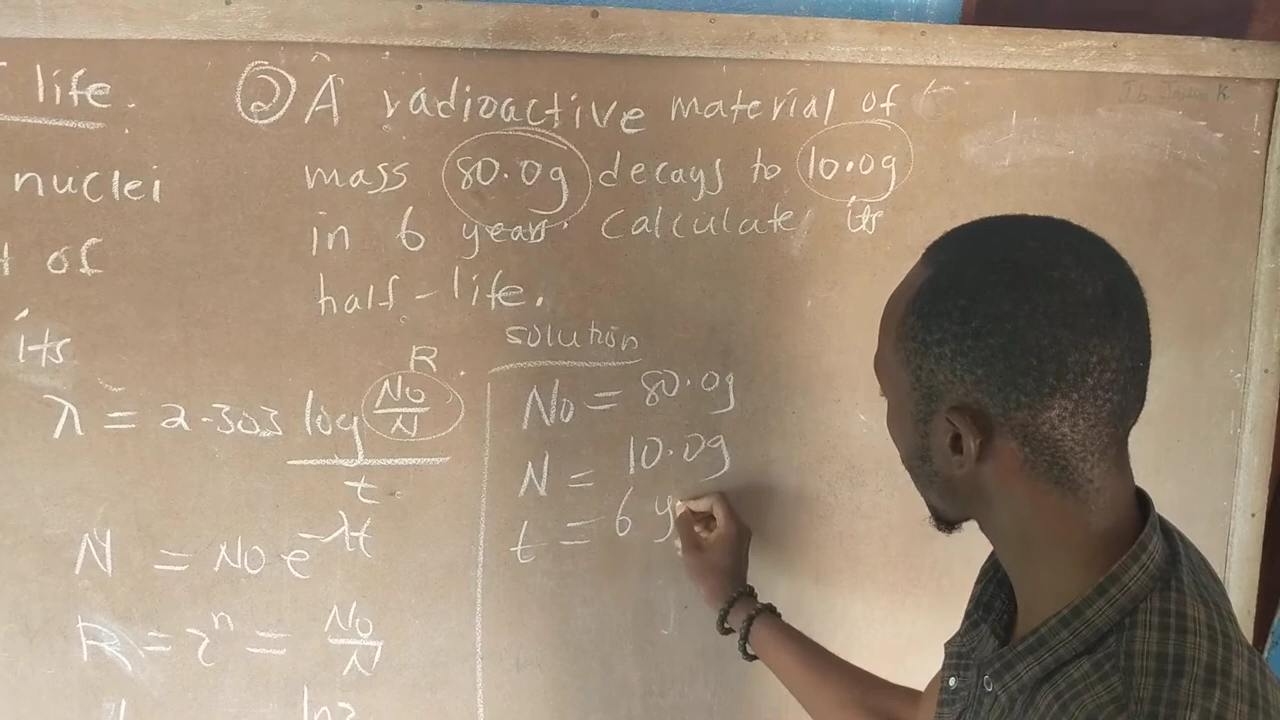 life.
nuclei
of
its
λ = 2.303 log No/N
R
t
N = No e^-λt
R = 2^n = No/N
ln2
② A radioactive material of
mass 80.0g decays to 10.0g
in 6 years. Calculate its
half-life.
solution
No = 80.0g
N = 10.0g
t = 6 y